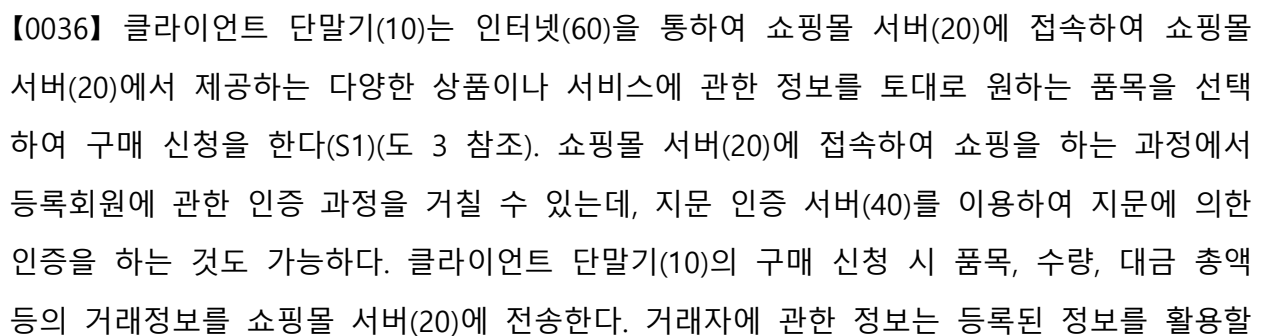 【0036】 클라이언트 단말기(10)는 인터넷(60)을 통하여 쇼핑몰 서버(20)에 접속하여 쇼핑몰
서버(20)에서 제공하는 다양한 상품이나 서비스에 관한 정보를 토대로 원하는 품목을 선택
하여 구매 신청을 한다(S1)(도 3 참조). 쇼핑몰 서버(20)에 접속하여 쇼핑을 하는 과정에서
등록회원에 관한 인증 과정을 거칠 수 있는데, 지문 인증 서버(40)를 이용하여 지문에 의한
인증을 하는 것도 가능하다. 클라이언트 단말기(10)의 구매 신청 시 품목, 수량, 대금 총액
등의 거래정보를 쇼핑몰 서버(20)에 전송한다. 거래자에 관한 정보는 등록된 정보를 활용할